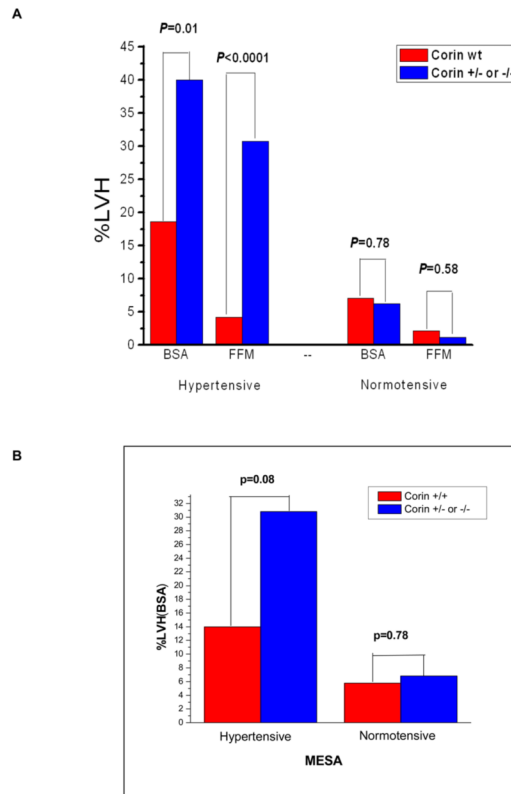 A
P=0.01
P<0.0001
Corin wt
Corin +/- or -/-
45
40
35
30
25
20
15
10
5
0
%LVH
P=0.78
P=0.58
BSA FFM -- BSA FFM
Hypertensive Normotensive
B
p=0.08
Corin +/+
Corin +/- or -/-
32
30
28
26
24
22
20
18
16
14
12
10
8
6
4
2
0
%LVH(BSA)
p=0.78
Hypertensive Normotensive
MESA